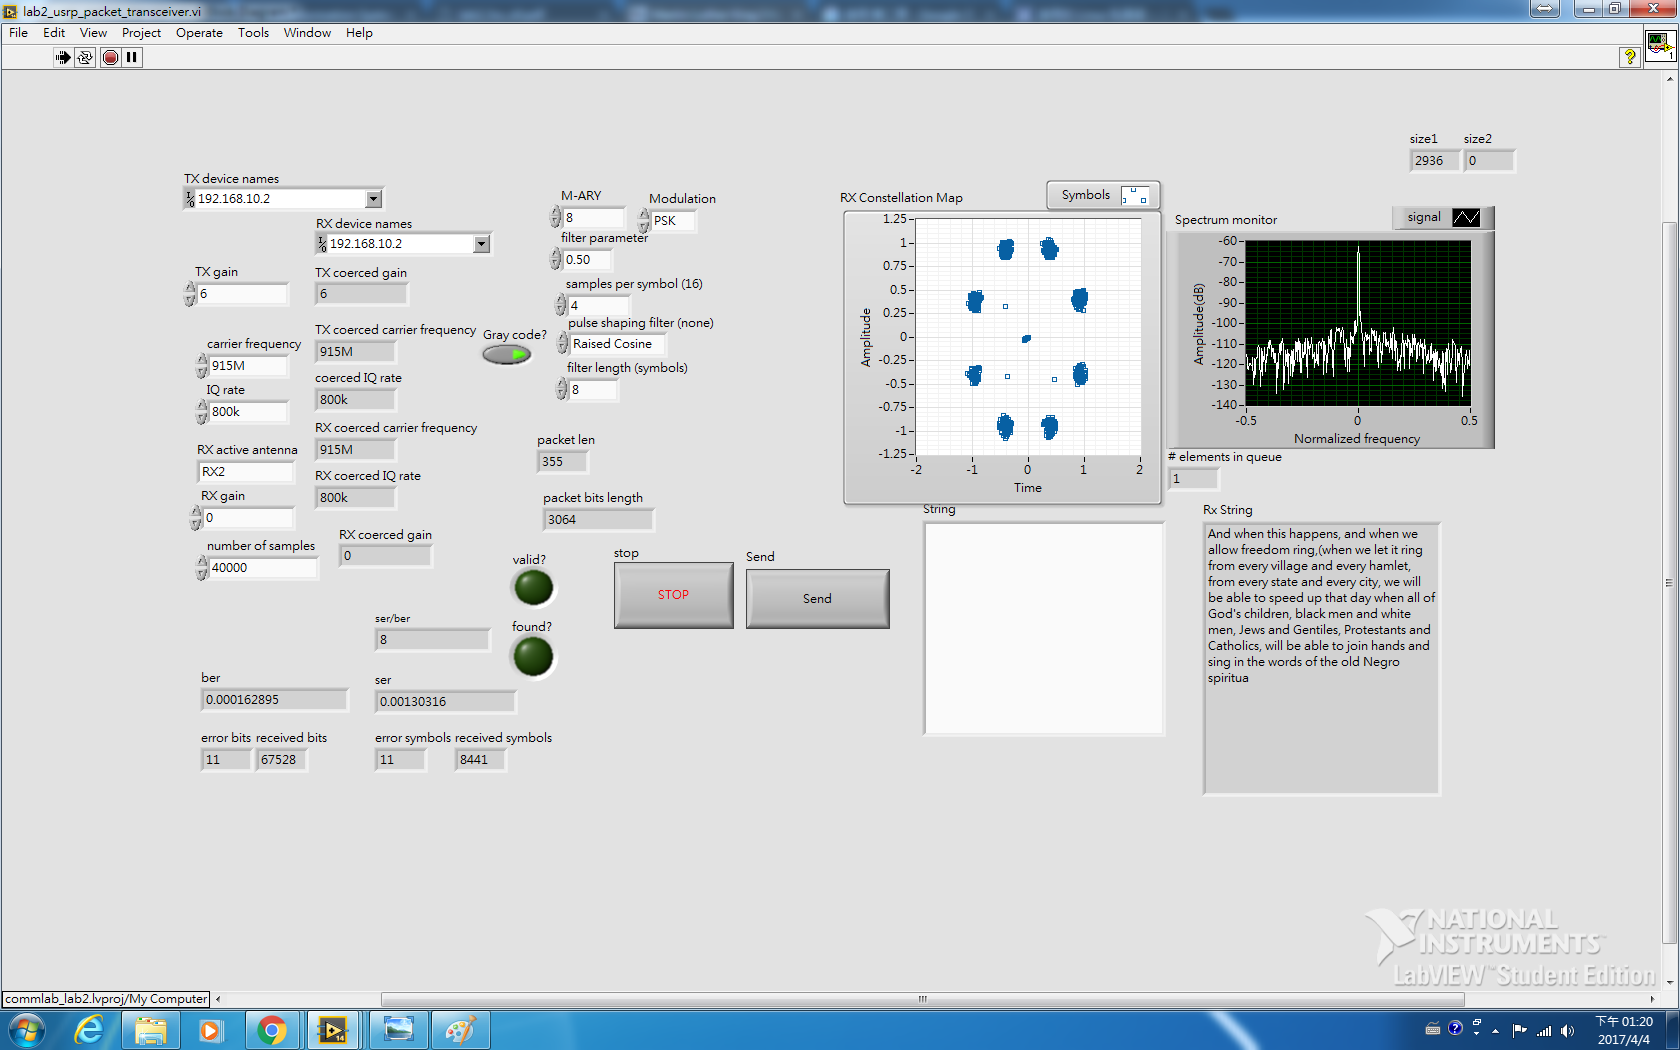 lab2_usrp_packet_transceiver.vi
File Edit View Project Operate Tools Window Help
size1 size2
2936 0
TX device names
192.168.10.2
RX device names
192.168.10.2
TX gain
6
TX coerced gain
6
carrier frequency
915M
TX coerced carrier frequency
915M
IQ rate
800k
coerced IQ rate
800k
RX active antenna
RX2
RX coerced carrier frequency
915M
RX gain
0
RX coerced IQ rate
800k
number of samples
40000
RX coerced gain
0
Gray code?
M-ARY
8
Modulation
PSK
filter parameter
0.50
samples per symbol (16)
4
pulse shaping filter (none)
Raised Cosine
filter length (symbols)
8
packet len
355
packet bits length
3064
valid?
found?
stop
STOP
Send
Send
ser/ber
8
ber
0.000162895
ser
0.00130316
error bits received bits
11 67528
error symbols received symbols
11 8441
RX Constellation Map
Symbols
Amplitude
1.25
1
0.75
0.5
0.25
0
-0.25
-0.5
-0.75
-1
-1.25
-2 -1 0 1 2
Time
Spectrum monitor
signal
Amplitude(dB)
-60
-70
-80
-90
-100
-110
-120
-130
-140
-0.5 0 0.5
Normalized frequency
# elements in queue
1
String
Rx String
And when this happens, and when we
allow freedom ring,(when we let it ring
from every village and every hamlet,
from every state and every city, we will
be able to speed up that day when all of
God's children, black men and white
men, Jews and Gentiles, Protestants and
Catholics, will be able to join hands and
sing in the words of the old Negro
spiritua
NATIONAL
INSTRUMENTS™
LabVIEW™ Student Edition
commlab_lab2.lvproj/My Computer
下午 01:20
2017/4/4